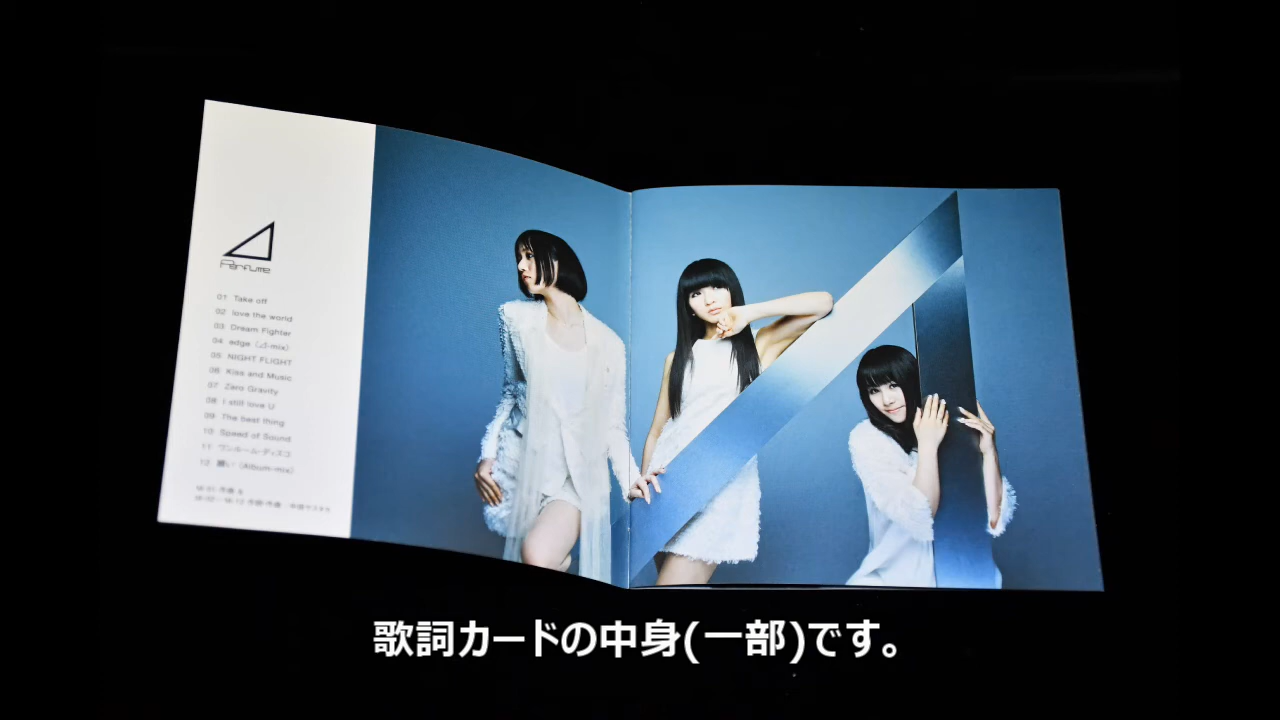 Perfume
01 Take off
02 love the world
03 Dream Fighter
04 edge (⊿-mix)
05 NIGHT FLIGHT
06 Kiss and Music
07 Zero Gravity
08 I still love U
09 The best thing
10 Speed of Sound
11 ワンルーム・ディスコ
12 願い (Album-mix)
歌詞カードの中身(一部)です。